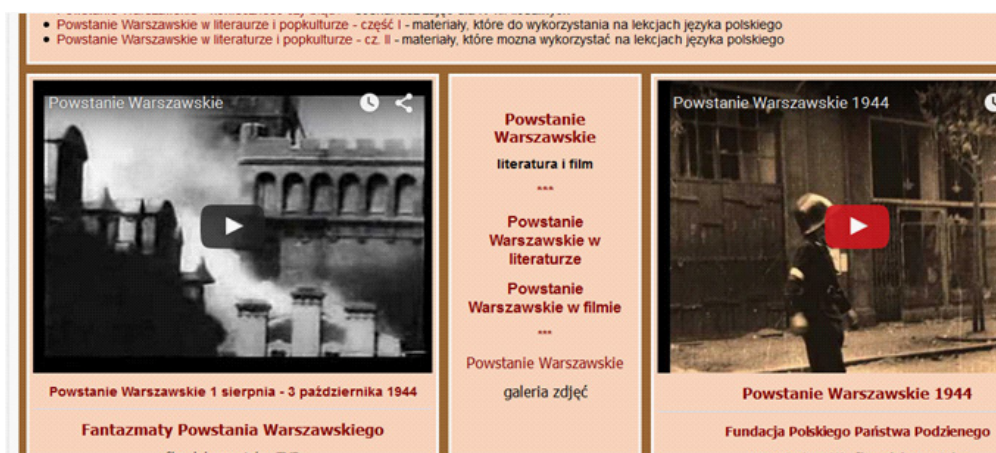 • Powstanie Warszawskie w literaurze i popkulturze - część I - materiały, które do wykorzystania na lekcjach języka polskiego
• Powstanie Warszawskie w literaturze i popkulturze - cz. II - materiały, które mozna wykorzystać na lekcjach języka polskiego
Powstanie Warszawskie
Powstanie Warszawskie 1 sierpnia - 3 października 1944
Fantazmaty Powstania Warszawskiego
Powstanie
Warszawskie
literatura i film
***
Powstanie
Warszawskie w
literaturze
Powstanie
Warszawskie w filmie
***
Powstanie Warszawskie
galeria zdjęć
Powstanie Warszawskie 1944
Powstanie Warszawskie 1944
Fundacja Polskiego Państwa Podzienego